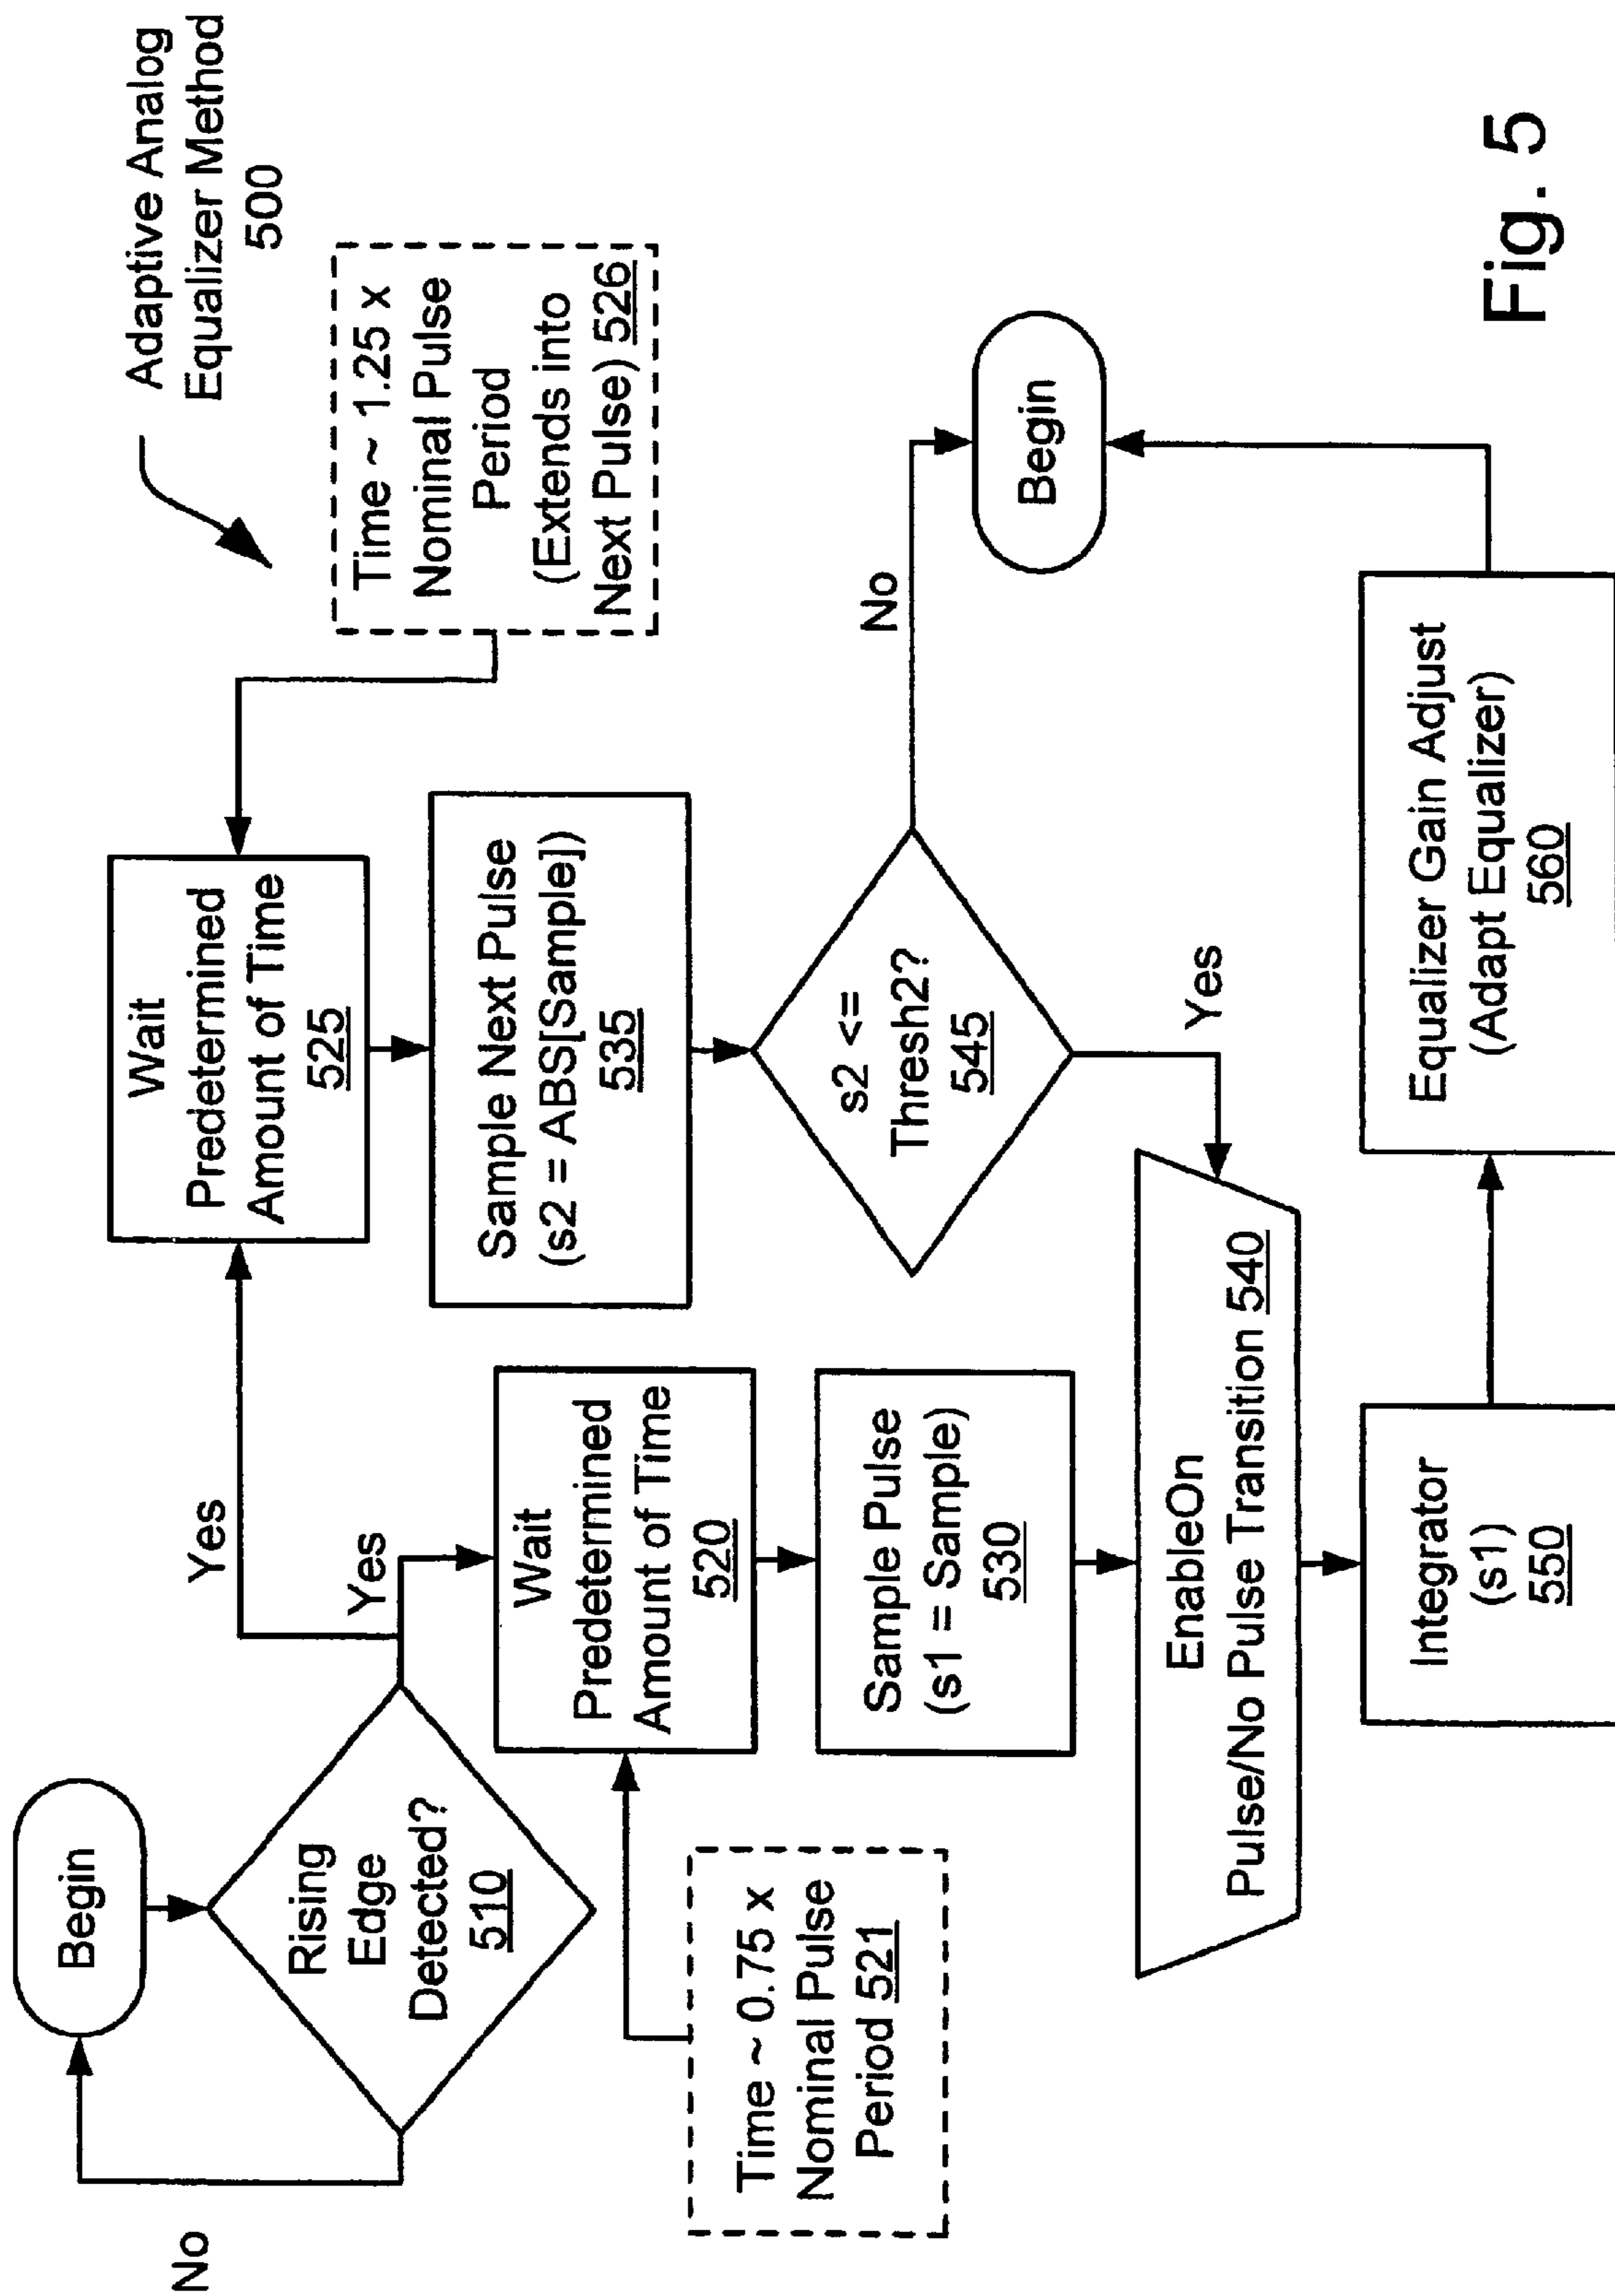 Adaptive Analog
Equalizer Method
500
Begin
No
Rising
Edge
Detected?
510
Yes
Yes
Wait
Predetermined
Amount of Time
525
Time ~ 1.25 x
Nominal Pulse
Period
(Extends into
Next Pulse) 526
Sample Next Pulse
(s2 = ABS[Sample])
535
Wait
Predetermined
Amount of Time
520
Time ~ 0.75 x
Nominal Pulse
Period 521
Sample Pulse
(s1 = Sample)
530
s2 <=
Thresh2?
545
No
Yes
Begin
EnableOn
Pulse/No Pulse Transition 540
Integrator
(s1)
550
Equalizer Gain Adjust
(Adapt Equalizer)
560
Fig. 5